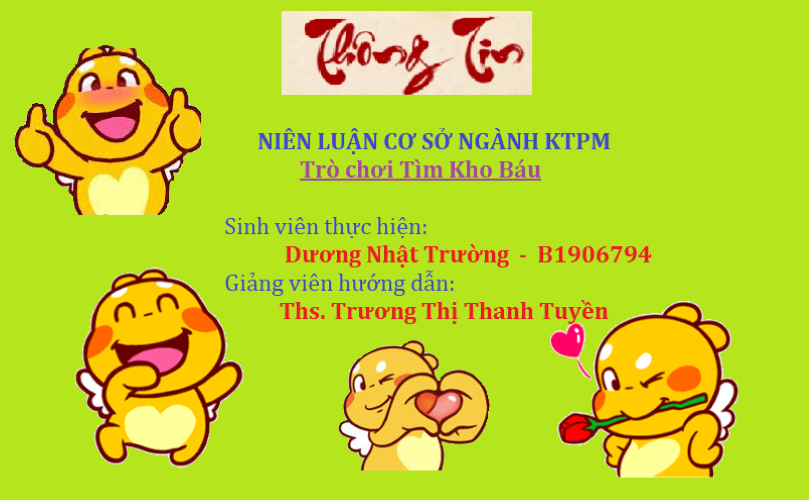 Thông Tin
NIÊN LUẬN CƠ SỞ NGÀNH KTPM
Trò chơi Tìm Kho Báu
Sinh viên thực hiện:
Dương Nhật Trường - B1906794
Giảng viên hướng dẫn:
Ths. Trương Thị Thanh Tuyền